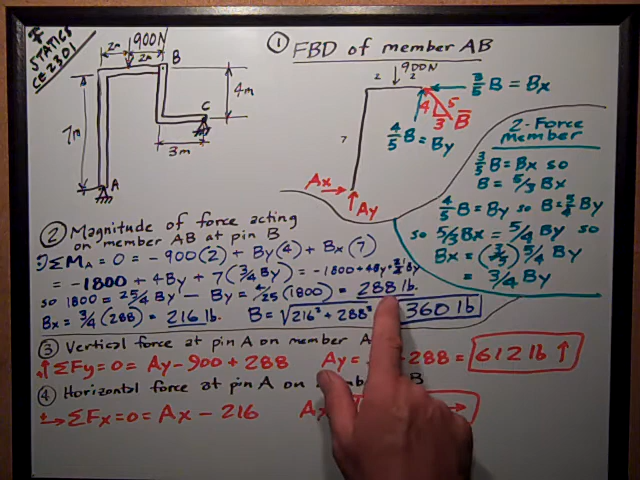 STATICS
CE 2301
2m 900N
2m B
7m
4m
C
3m
A
① FBD of member AB
2 900N 2
3/5 B = Bx
4 5
3 B̅
4/5 B = By
7
Ax
Ay
2-Force
member
3/5 B = Bx so
B = 5/3 Bx
4/5 B = By so B = 5/4 By
so 5/3 Bx = 5/4 By so
Bx = (3/5) 5/4 By
= 3/4 By
② Magnitude of force acting
on member AB at pin B
ΣMA = 0 = -900(2) + By(4) + Bx(7)
= -1800 + 4By + 7(3/4 By) = -1800 + 4By + 21/4 By
so 1800 = 25/4 By - By = 4/25 (1800) = 288 lb.
Bx = 3/4 (288) = 216 lb. B = √216² + 288² 360 lb
③ Vertical force at pin A on member A
↑ΣFy = 0 = Ay - 900 + 288 Ay = - 288 = 612 lb ↑
④ Horizontal force at pin A on B
→ΣFx = 0 = Ax - 216 →